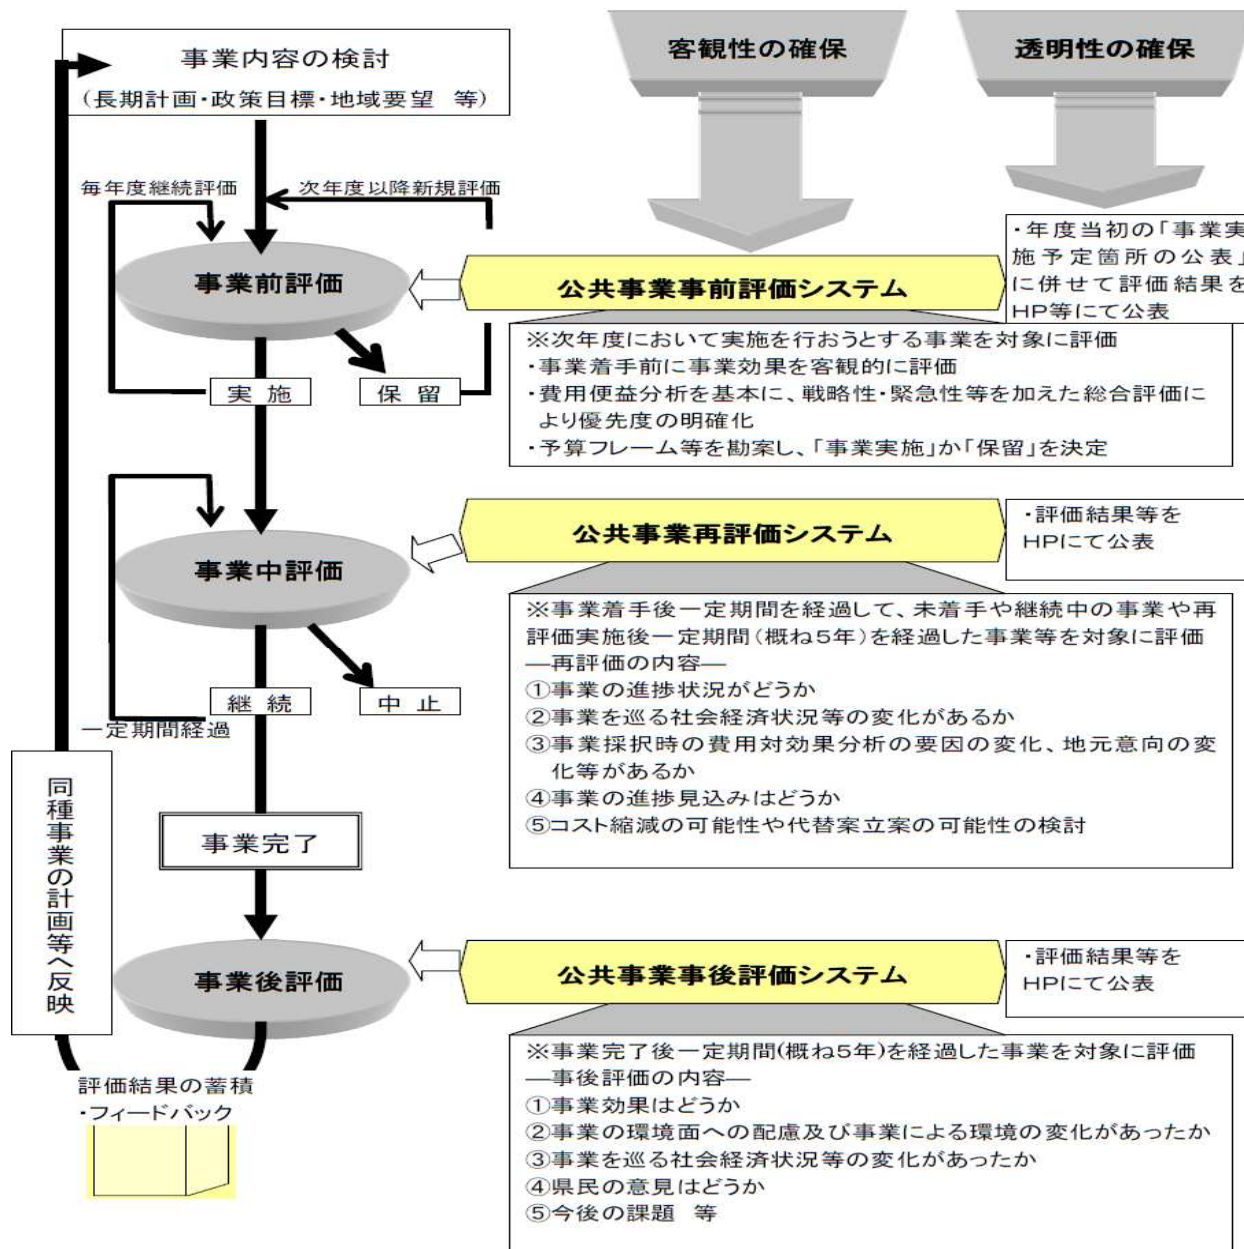 事業内容の検討
(長期計画・政策目標・地域要望 等)
客観性の確保
透明性の確保
毎年度継続評価
次年度以降新規評価
事業前評価
実 施
保 留
公共事業事前評価システム
・年度当初の「事業実
施予定箇所の公表」
に併せて評価結果を
HP等にて公表
※次年度において実施を行おうとする事業を対象に評価
・事業着手前に事業効果を客観的に評価
・費用便益分析を基本に、戦略性・緊急性等を加えた総合評価に
より優先度の明確化
・予算フレーム等を勘案し、「事業実施」か「保留」を決定
事業中評価
継 続
中 止
一定期間経過
公共事業再評価システム
・評価結果等を
HPにて公表
※事業着手後一定期間を経過して、未着手や継続中の事業や再
評価実施後一定期間(概ね5年)を経過した事業等を対象に評価
―再評価の内容―
①事業の進捗状況がどうか
②事業を巡る社会経済状況等の変化があるか
③事業採択時の費用対効果分析の要因の変化、地元意向の変
化等があるか
④事業の進捗見込みはどうか
⑤コスト縮減の可能性や代替案立案の可能性の検討
同種事業の計画等へ反映
事業完了
事業後評価
評価結果の蓄積
・フィードバック
公共事業事後評価システム
・評価結果等を
HPにて公表
※事業完了後一定期間(概ね5年)を経過した事業を対象に評価
―事後評価の内容―
①事業効果はどうか
②事業の環境面への配慮及び事業による環境の変化があったか
③事業を巡る社会経済状況等の変化があったか
④県民の意見はどうか
⑤今後の課題 等